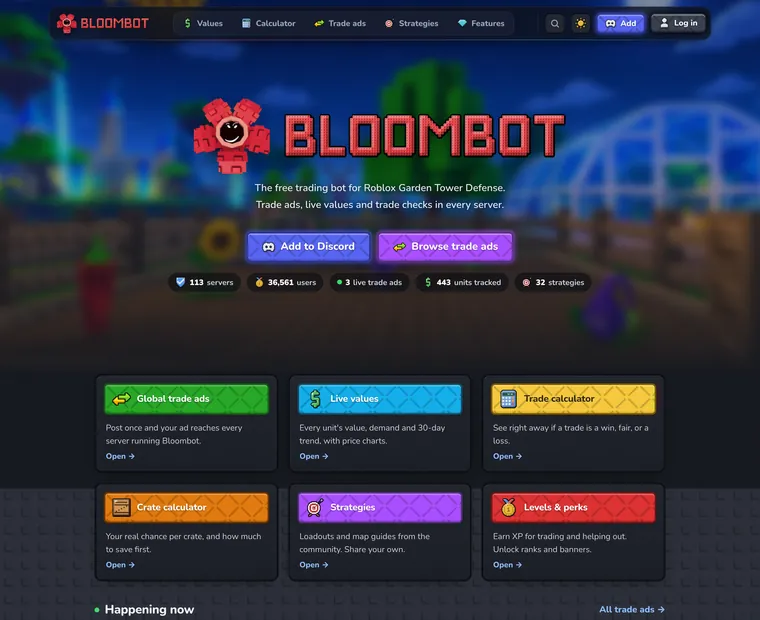 BLOOMBOT
Values
Calculator
Trade ads
Strategies
Features
Add
Log in
BLOOMBOT
The free trading bot for Roblox Garden Tower Defense.
Trade ads, live values and trade checks in every server.
Add to Discord
Browse trade ads
113 servers
36,561 users
3 live trade ads
443 units tracked
32 strategies
Global trade ads
Post once and your ad reaches every
server running Bloombot.
Open →
Live values
Every unit's value, demand and 30-day
trend, with price charts.
Open →
Trade calculator
See right away if a trade is a win, fair, or a
loss.
Open →
Crate calculator
Your real chance per crate, and how much
to save first.
Open →
Strategies
Loadouts and map guides from the
community. Share your own.
Open →
Levels & perks
Earn XP for trading and helping out.
Unlock ranks and banners.
Open →
Happening now
All trade ads →